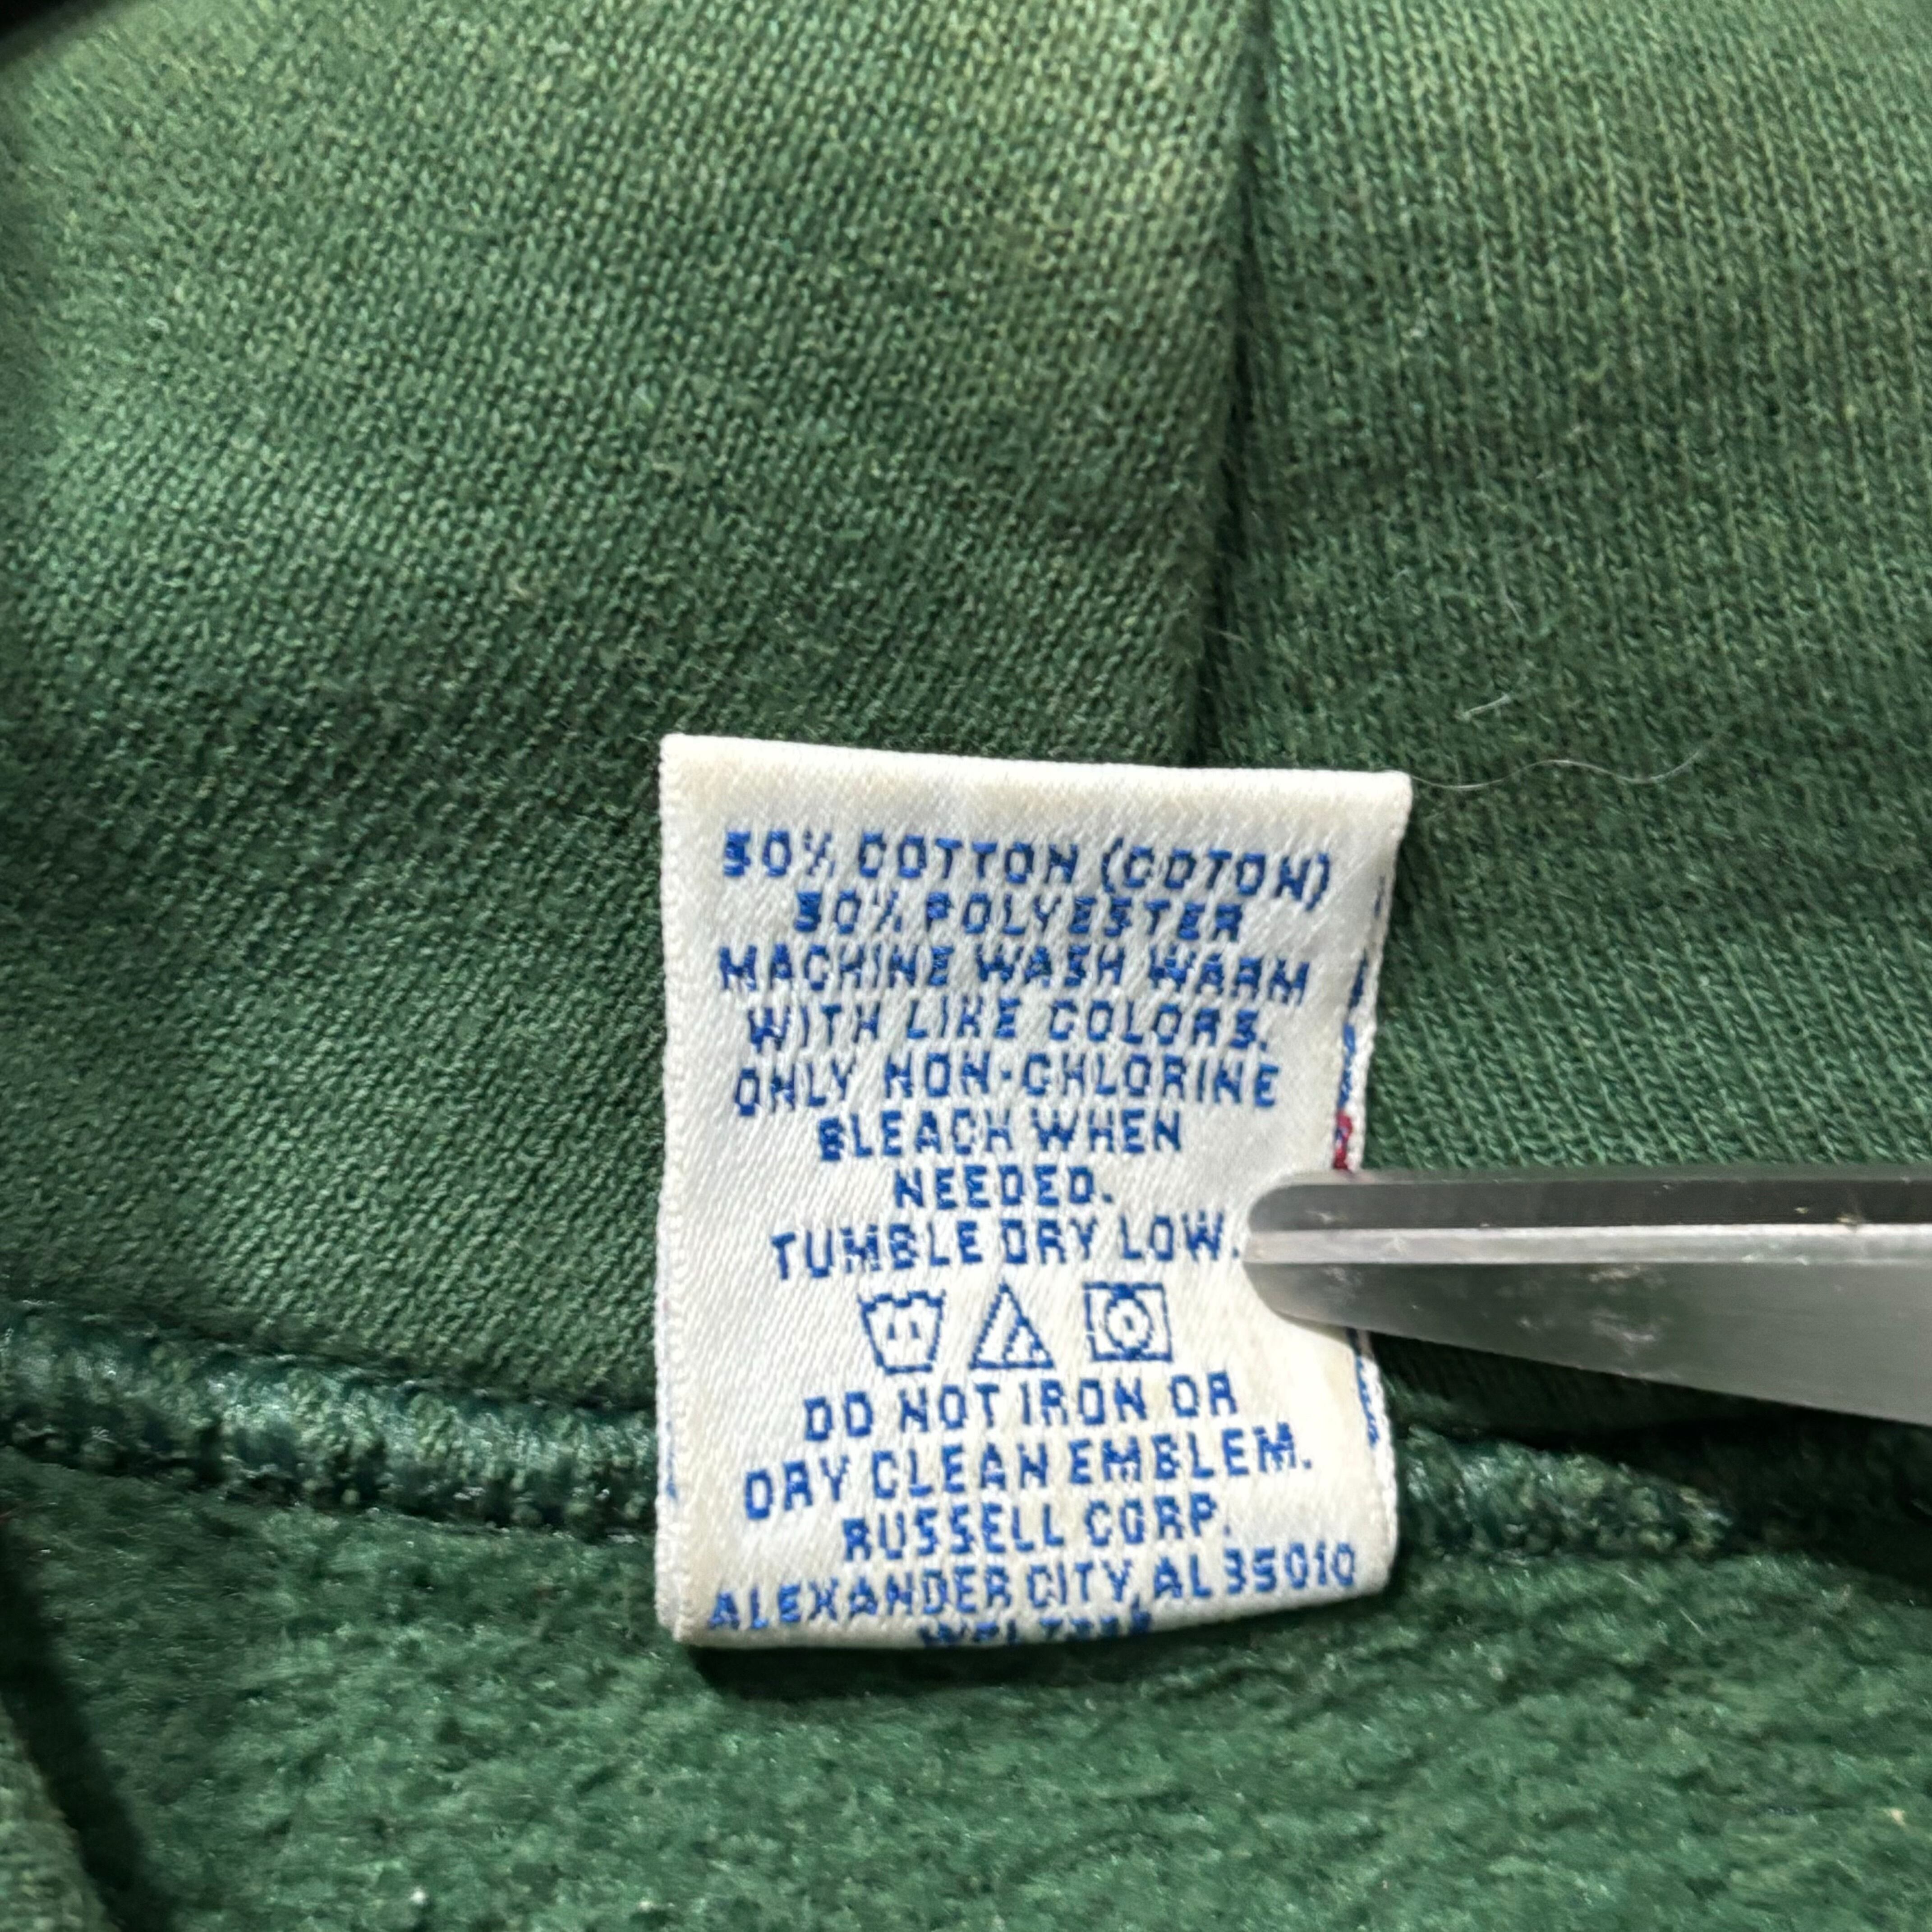 50% COTTON (COTON)
50% POLYESTER
MACHINE WASH WARM
WITH LIKE COLORS.
ONLY NON-CHLORINE
BLEACH WHEN
NEEDED.
TUMBLE DRY LOW.
DO NOT IRON OR
DRY CLEAN EMBLEM.
RUSSELL CORP.
ALEXANDER CITY, AL 35010